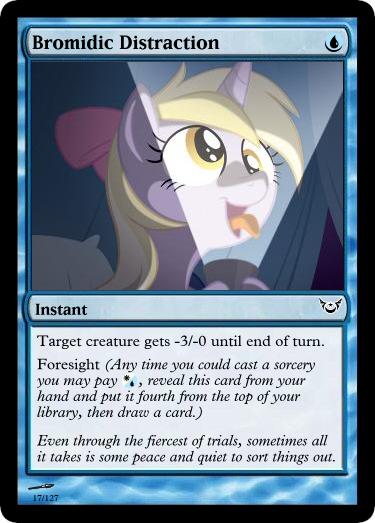 Bromidic Distraction
Instant
Target creature gets -3/-0 until end of turn.
Foresight (Any time you could cast a sorcery
you may pay , reveal this card from your
hand and put it fourth from the top of your
library, then draw a card.)
Even through the fiercest of trials, sometimes all
it takes is some peace and quiet to sort things out.
17/127